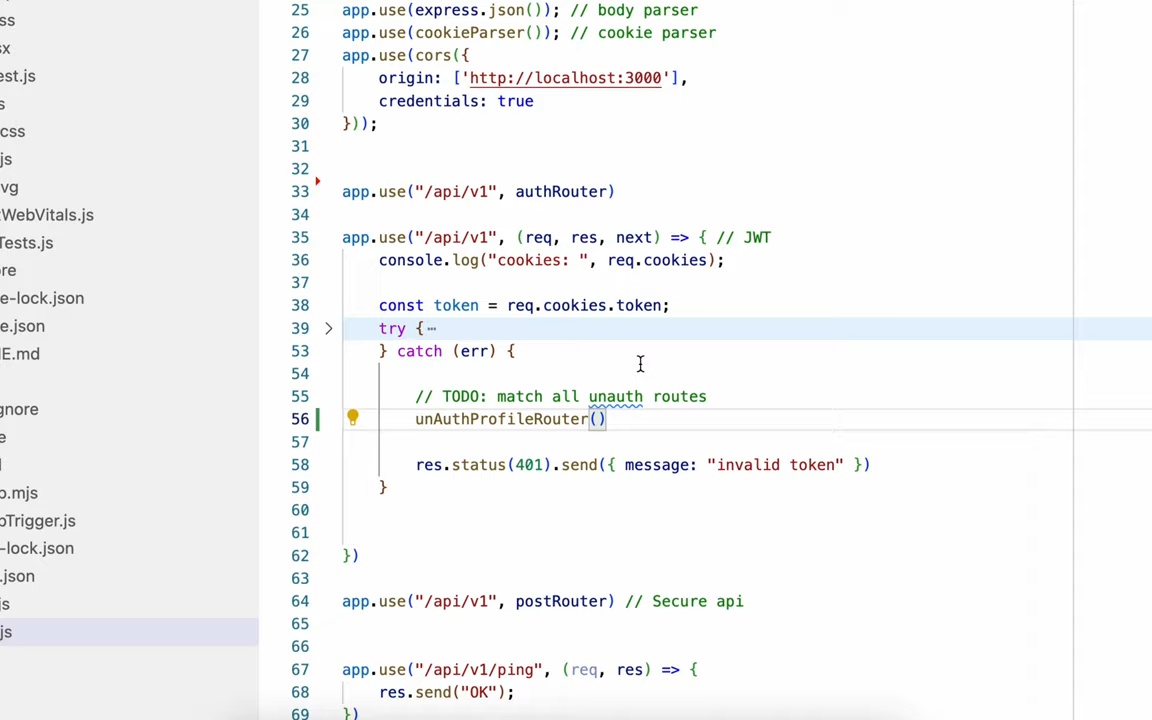 ss
sx
est.js
s
css
js
vg
tWebVitals.js
Tests.js
ore
e-lock.json
e.json
ME.md
gnore
e
l
o.mjs
oTrigger.js
-lock.json
.json
js
js
25 app.use(express.json()); // body parser
26 app.use(cookieParser()); // cookie parser
27 app.use(cors({
28 origin: ['http://localhost:3000'],
29 credentials: true
30 }));
31
32
33 app.use("/api/v1", authRouter)
34
35 app.use("/api/v1", (req, res, next) => { // JWT
36 console.log("cookies: ", req.cookies);
37
38 const token = req.cookies.token;
39 try {⋯
53 } catch (err) {
54
55 // TODO: match all unauth routes
56 unAuthProfileRouter()
57
58 res.status(401).send({ message: "invalid token" })
59 }
60
61
62 })
63
64 app.use("/api/v1", postRouter) // Secure api
65
66
67 app.use("/api/v1/ping", (req, res) => {
68 res.send("OK");
69 })